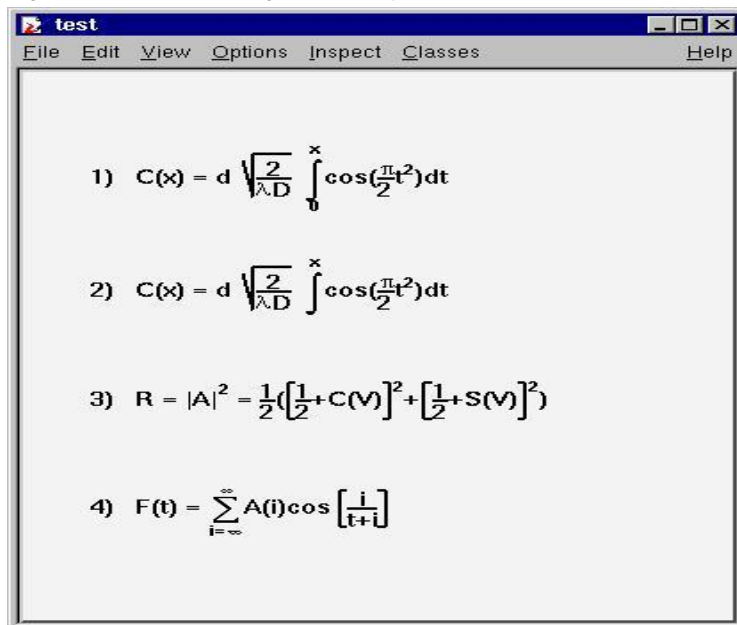 test
File Edit View Options Inspect Classes Help
1) C(x) = d √(2/λD) ∫₀ˣ cos(π/2 t²)dt
2) C(x) = d √(2/λD) ∫ˣ cos(π/2 t²)dt
3) R = |A|² = 1/2([1/2+C(V)]²+[1/2+S(V)]²)
4) F(t) = ∑_{i=-∞}^{∞} A(i)cos [i/(t+i)]